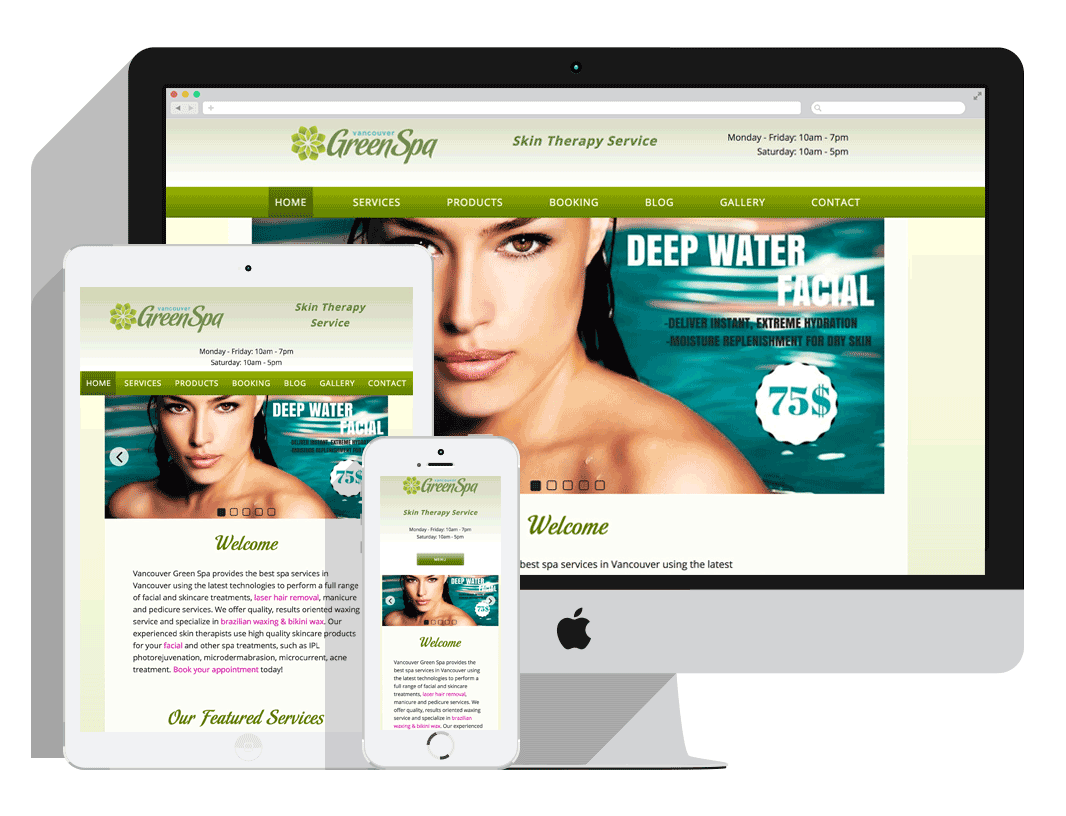 vancouver
GreenSpa
Skin Therapy Service
Monday - Friday: 10am - 7pm
Saturday: 10am - 5pm
HOME SERVICES PRODUCTS BOOKING BLOG GALLERY CONTACT
DEEP WATER
FACIAL
-DELIVER INSTANT, EXTREME HYDRATION
-MOISTURE REPLENISHMENT FOR DRY SKIN
75$
Welcome
best spa services in Vancouver using the latest
vancouver
GreenSpa
Skin Therapy
Service
Monday - Friday: 10am - 7pm
Saturday: 10am - 5pm
HOME SERVICES PRODUCTS BOOKING BLOG GALLERY CONTACT
DEEP WATER
FACIAL
-DELIVER INSTANT, EXTREME HYDRATION
REPLENISHMENT FOR DRY SKIN
75$
Welcome
Vancouver Green Spa provides the best spa services in
Vancouver using the latest technologies to perform a full range
of facial and skincare treatments, laser hair removal, manicure
and pedicure services. We offer quality, results oriented waxing
service and specialize in brazilian waxing & bikini wax. Our
experienced skin therapists use high quality skincare products
for your facial and other spa treatments, such as IPL
photorejuvenation, microdermabrasion, microcurrent, acne
treatment. Book your appointment today!
Our Featured Services
vancouver
GreenSpa
Skin Therapy Service
Monday - Friday: 10am - 7pm
Saturday: 10am - 5pm
MENU
DEEP WATER
FACIAL
75$
Welcome
Vancouver Green Spa provides the
best spa services in Vancouver using
the latest technologies to perform a
full range of facial and skincare
treatments, laser hair removal,
manicure and pedicure services. We
offer quality, results oriented waxing
service and specialize in brazilian
waxing & bikini wax. Our experienced